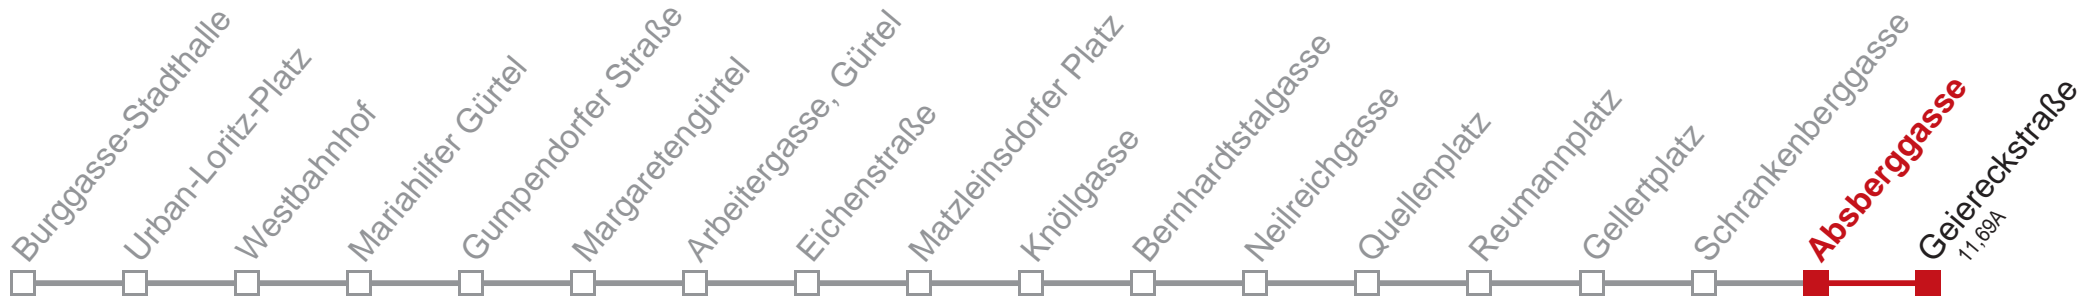 Burggasse-Stadthalle
Urban-Loritz-Platz
Westbahnhof
Mariahilfer Gürtel
Gumpendorfer Straße
Margaretengürtel
Arbeitergasse, Gürtel
Eichenstraße
Matzleinsdorfer Platz
Knöllgasse
Bernhardtstalgasse
Neilreichgasse
Quellenplatz
Reumannplatz
Gellertplatz
Schrankenberggasse
Absberggasse
Geiereckstraße
11,69A